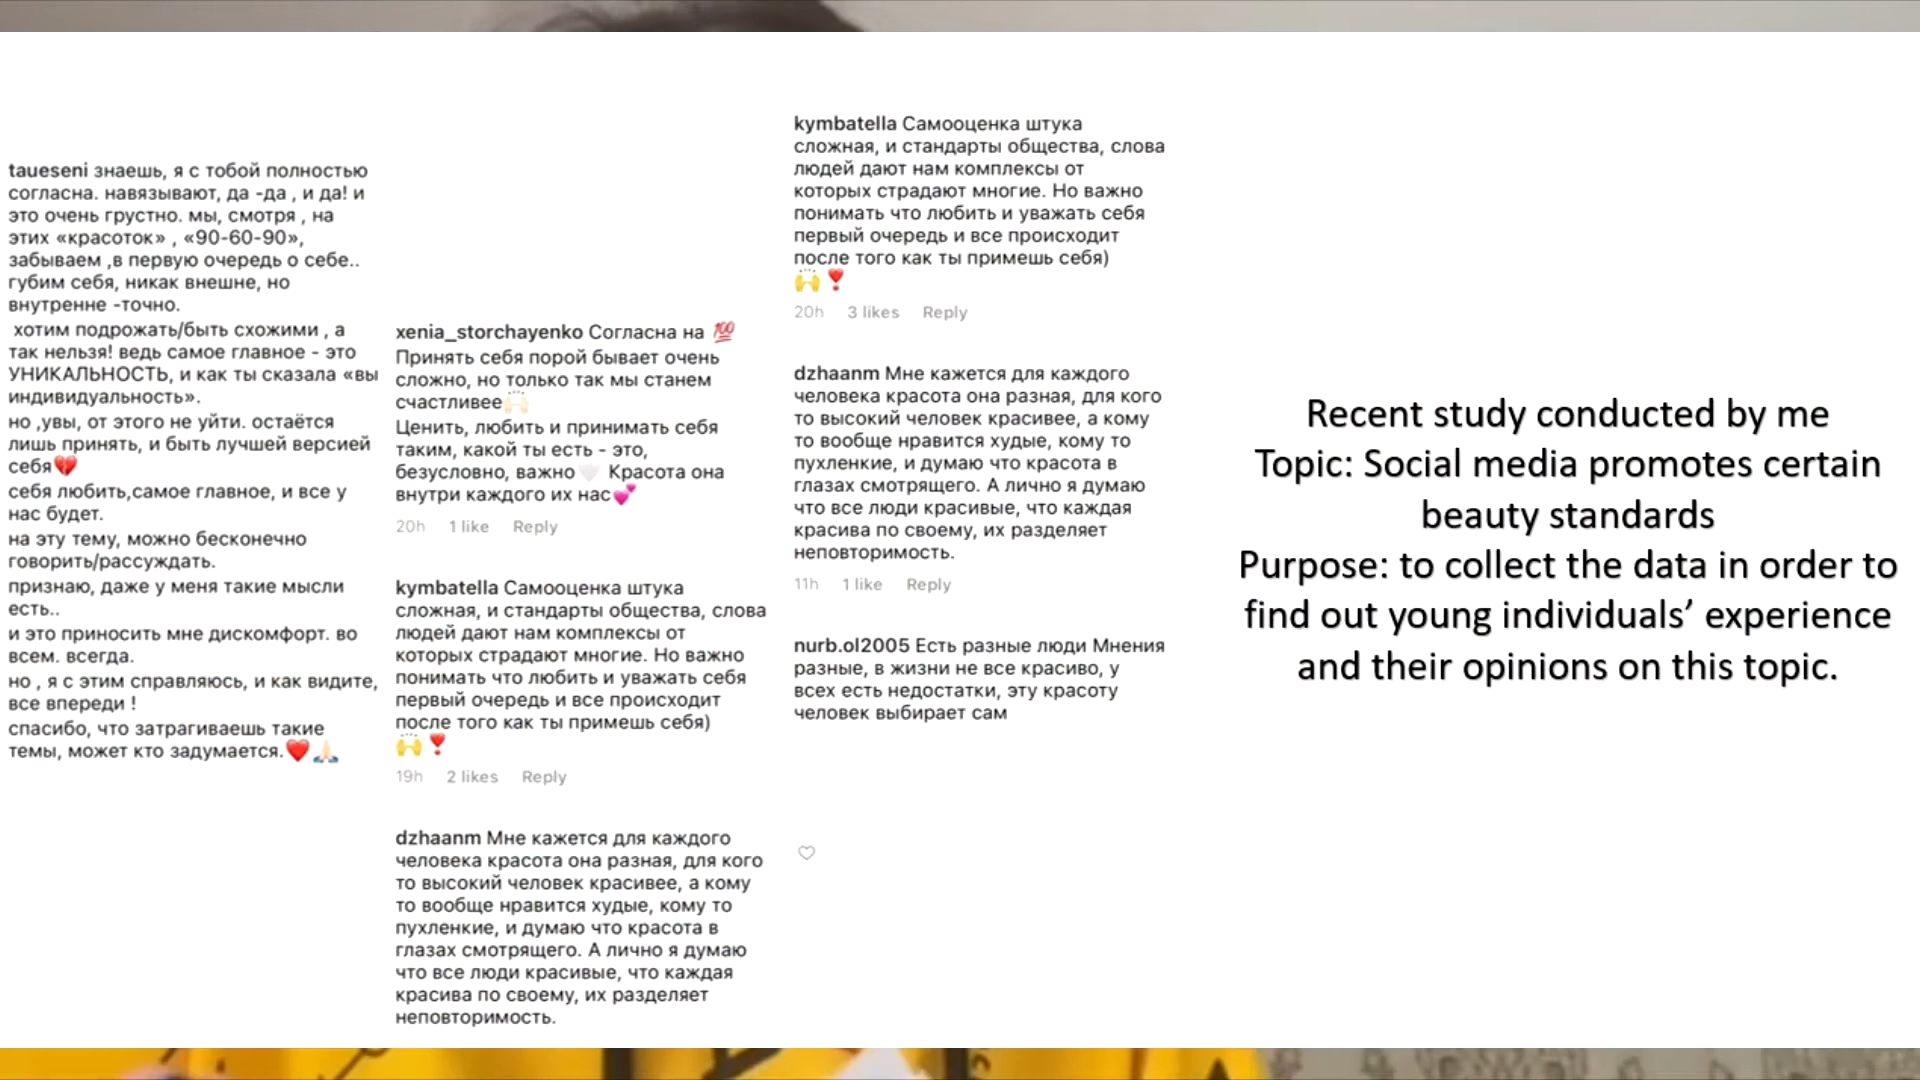 taueseni знаешь, я с тобой полностью
согласна. навязывают, да -да , и да! и
это очень грустно. мы, смотря , на
этих «красоток» , «90-60-90»,
забываем ,в первую очередь о себе..
губим себя, никак внешне, но
внутренне -точно.
хотим подрожать/быть схожими , а
так нельзя! ведь самое главное - это
УНИКАЛЬНОСТЬ, и как ты сказала «вы
индивидуальность».
но ,увы, от этого не уйти. остаётся
лишь принять, и быть лучшей версией
себя💔
себя любить,самое главное, и все у
нас будет.
на эту тему, можно бесконечно
говорить/рассуждать.
признаю, даже у меня такие мысли
есть..
и это приносить мне дискомфорт. во
всем. всегда.
но , я с этим справляюсь, и как видите,
все впереди !
спасибо, что затрагиваешь такие
темы, может кто задумается.❤️🙏🏻
xenia_storchayenko Согласна на 💯
Принять себя порой бывает очень
сложно, но только так мы станем
счастливее🙌🏻
Ценить, любить и принимать себя
таким, какой ты есть - это,
безусловно, важно🤍 Красота она
внутри каждого их нас💕
20h 1 like Reply
kymbatella Самооценка штука
сложная, и стандарты общества, слова
людей дают нам комплексы от
которых страдают многие. Но важно
понимать что любить и уважать себя
первый очередь и все происходит
после того как ты примешь себя)
🙌❣️
19h 2 likes Reply
dzhaanm Мне кажется для каждого
человека красота она разная, для кого
то высокий человек красивее, а кому
то вообще нравится худые, кому то
пухленкие, и думаю что красота в
глазах смотрящего. А лично я думаю
что все люди красивые, что каждая
красива по своему, их разделяет
неповторимость.
kymbatella Самооценка штука
сложная, и стандарты общества, слова
людей дают нам комплексы от
которых страдают многие. Но важно
понимать что любить и уважать себя
первый очередь и все происходит
после того как ты примешь себя)
🙌❣️
20h 3 likes Reply
dzhaanm Мне кажется для каждого
человека красота она разная, для кого
то высокий человек красивее, а кому
то вообще нравится худые, кому то
пухленкие, и думаю что красота в
глазах смотрящего. А лично я думаю
что все люди красивые, что каждая
красива по своему, их разделяет
неповторимость.
11h 1 like Reply
nurb.ol2005 Есть разные люди Мнения
разные, в жизни не все красиво, у
всех есть недостатки, эту красоту
человек выбирает сам
Recent study conducted by me
Topic: Social media promotes certain
beauty standards
Purpose: to collect the data in order to
find out young individuals’ experience
and their opinions on this topic.